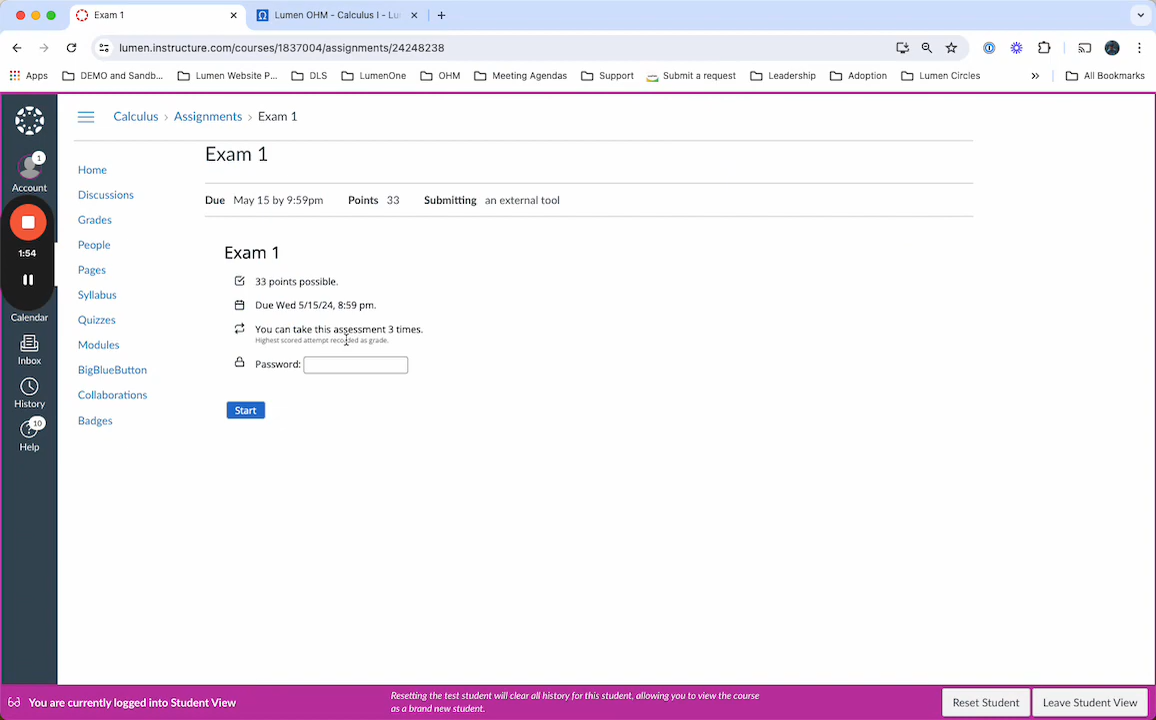 Exam 1
Lumen OHM - Calculus I - Lu
lumen.instructure.com/courses/1837004/assignments/24248238
Apps DEMO and Sandb... Lumen Website P... DLS LumenOne OHM Meeting Agendas Support Submit a request Leadership Adoption Lumen Circles » All Bookmarks
Calculus › Assignments › Exam 1
1
Account
1:54
Calendar
Inbox
History
10
Help
Home
Discussions
Grades
People
Pages
Syllabus
Quizzes
Modules
BigBlueButton
Collaborations
Badges
Exam 1
Due May 15 by 9:59pm Points 33 Submitting an external tool
Exam 1
33 points possible.
Due Wed 5/15/24, 8:59 pm.
You can take this assessment 3 times.
Highest scored attempt recorded as grade.
Password:
Start
You are currently logged into Student View
Resetting the test student will clear all history for this student, allowing you to view the course
as a brand new student.
Reset Student
Leave Student View